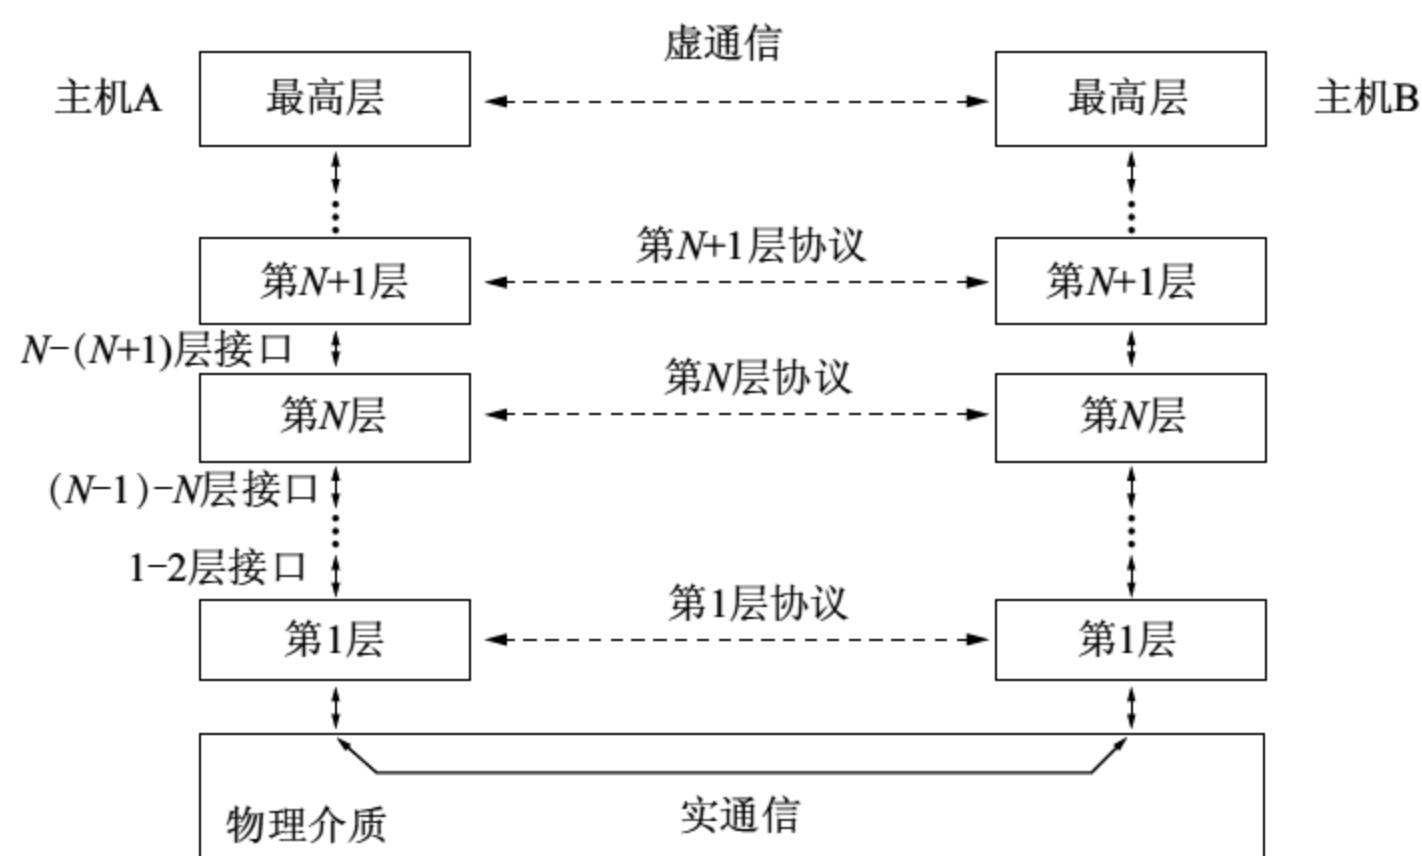 虚通信
主机A
最高层
最高层
主机B
第N+1层协议
第N+1层
第N+1层
N-(N+1)层接口
第N层协议
第N层
第N层
(N-1)-N层接口
1-2层接口
第1层协议
第1层
第1层
实通信
物理介质